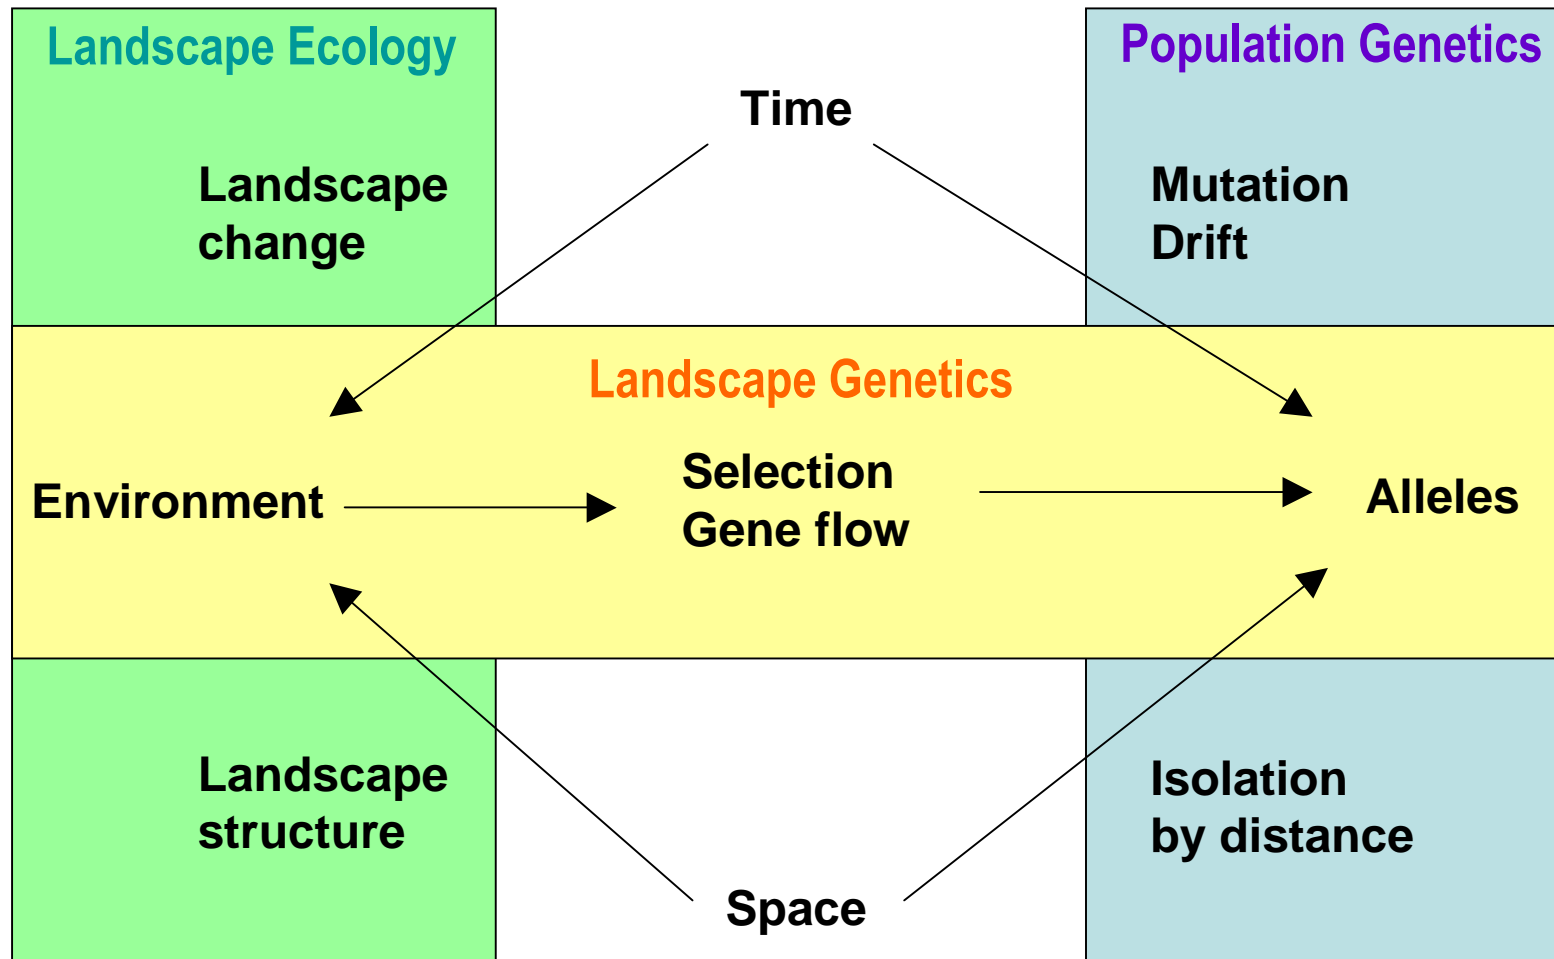 Landscape Ecology
Population Genetics
Time
Landscape
change
Mutation
Drift
Landscape Genetics
Environment
Selection
Gene flow
Alleles
Landscape
structure
Isolation
by distance
Space